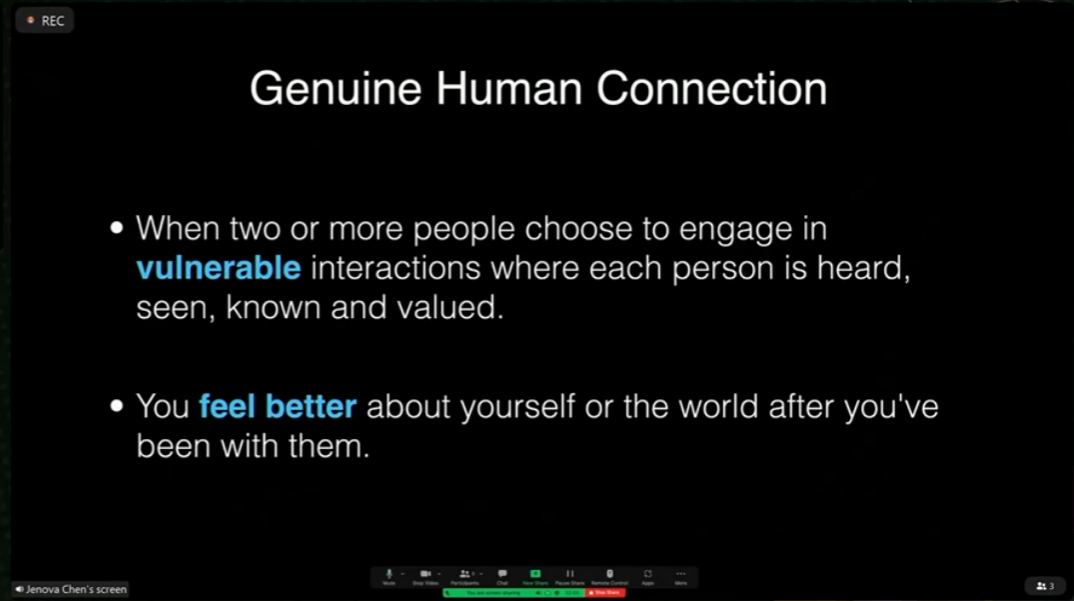 REC
Genuine Human Connection
• When two or more people choose to engage in
vulnerable interactions where each person is heard,
seen, known and valued.
• You feel better about yourself or the world after you've
been with them.
Mute Stop Video Participants Chat New Share Pause Share Remote Control Apps More
You are screen sharing Stop Share
Jenova Chen's screen
3